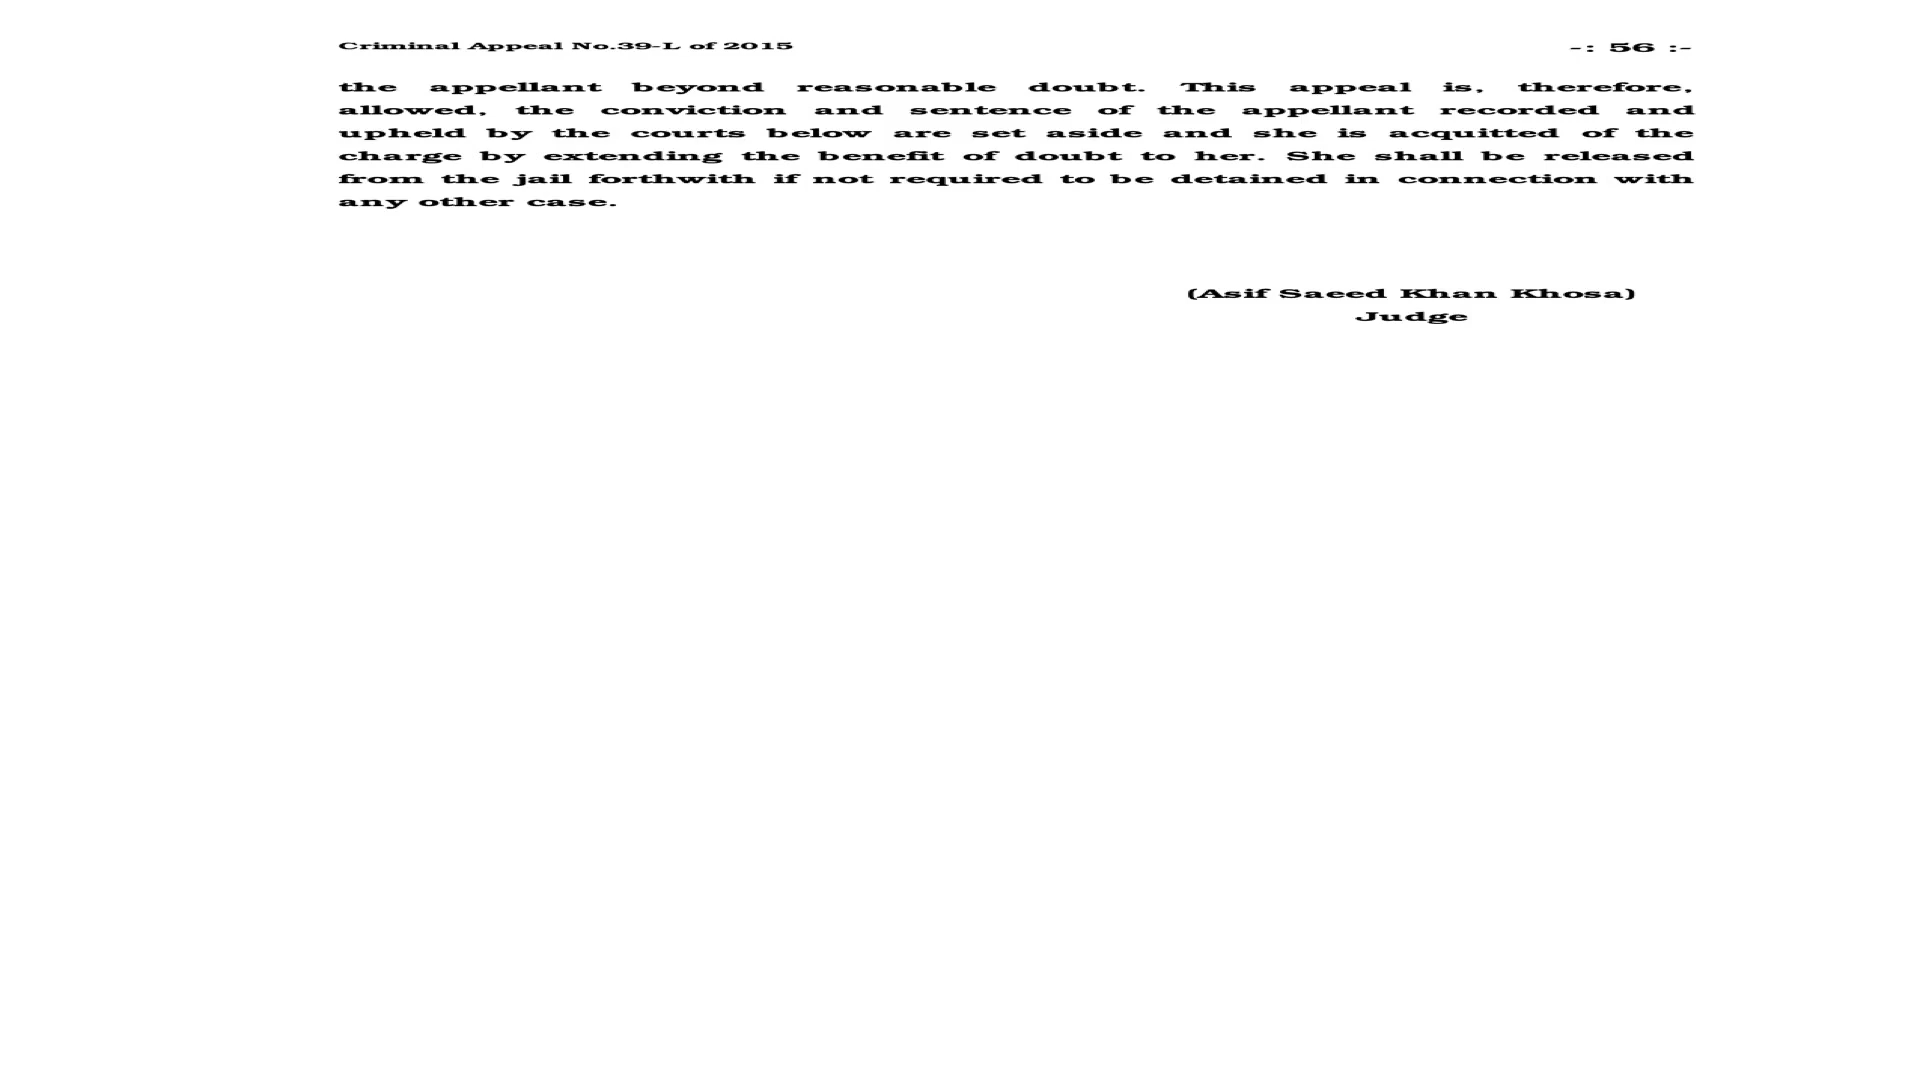 Criminal Appeal No.39-L of 2015 -: 56 :-
the appellant beyond reasonable doubt. This appeal is, therefore,
allowed, the conviction and sentence of the appellant recorded and
upheld by the courts below are set aside and she is acquitted of the
charge by extending the benefit of doubt to her. She shall be released
from the jail forthwith if not required to be detained in connection with
any other case.
(Asif Saeed Khan Khosa)
Judge